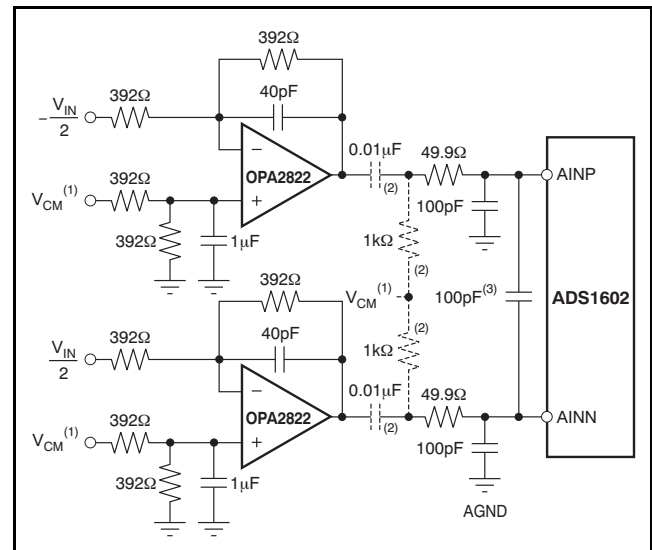 392Ω
40pF
− V_IN/2
392Ω
−
OPA2822
+
0.01μF
(2)
49.9Ω
AINP
V_CM (1)
392Ω
392Ω
1μF
100pF
1kΩ
(2)
392Ω
V_CM (1)
100pF (3)
ADS1602
40pF
(2)
1kΩ
V_IN/2
392Ω
−
OPA2822
+
0.01μF
(2)
49.9Ω
AINN
V_CM (1)
392Ω
392Ω
1μF
100pF
AGND